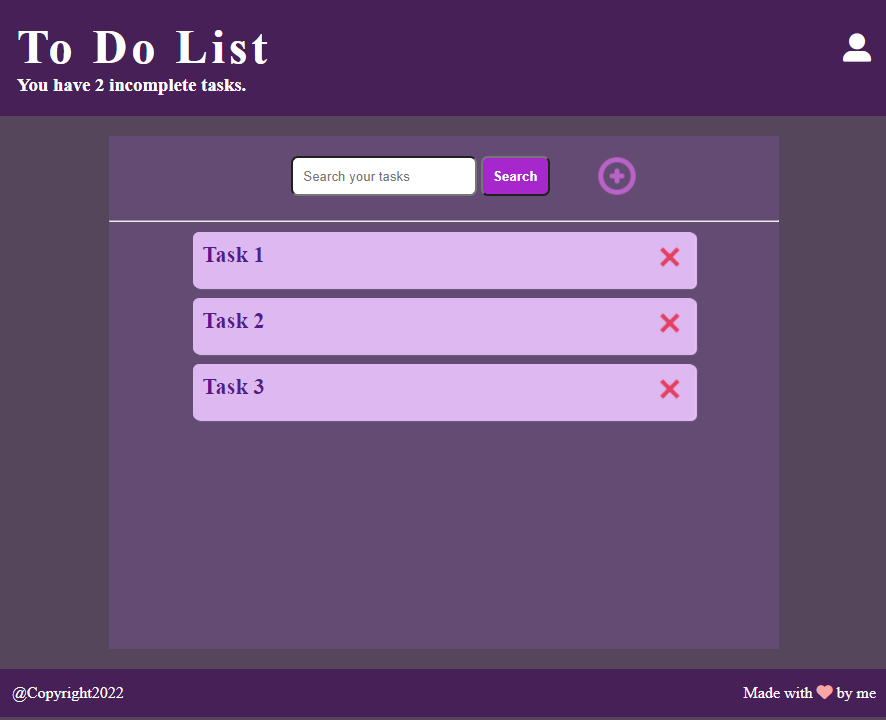 To Do List
You have 2 incomplete tasks.
Search your tasks
Search
Task 1
Task 2
Task 3
@Copyright2022
Made with by me